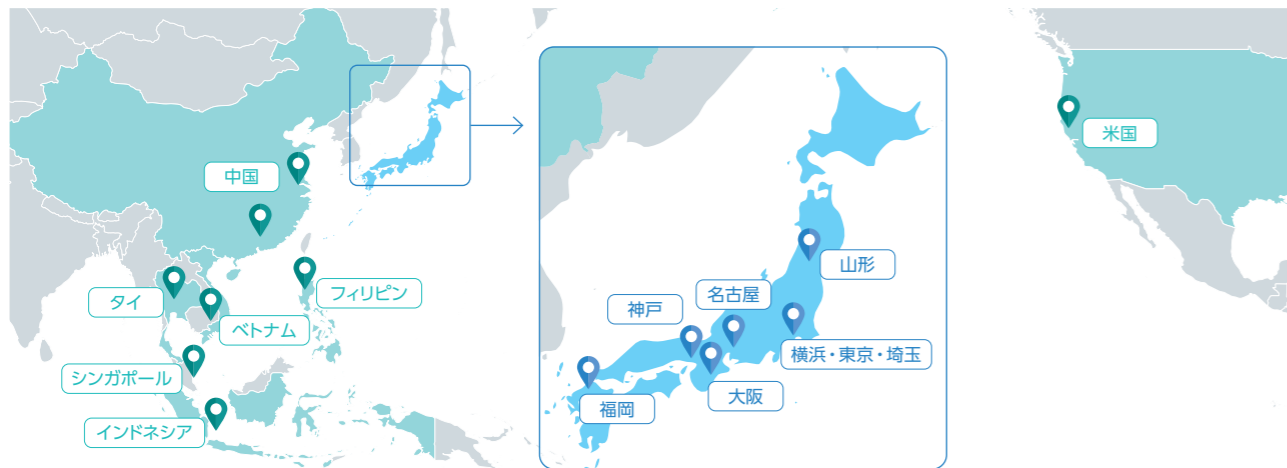 中国
タイ
フィリピン
ベトナム
シンガポール
インドネシア
山形
名古屋
神戸
横浜・東京・埼玉
大阪
福岡
米国